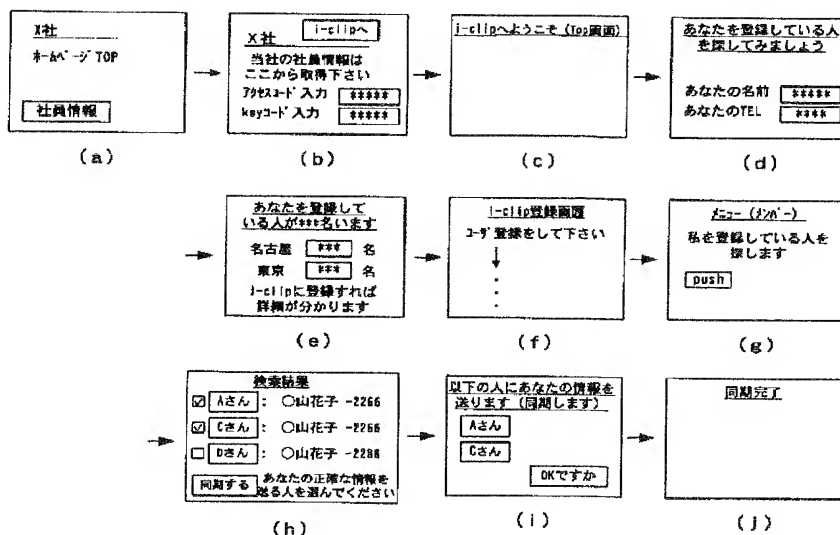 X社
ホームページTOP
社員情報
(a)
i-clipへ
X社
当社の社員情報は
ここから取得下さい
アクセスコード入力 *****
keyコード入力 *****
(b)
i-clipへようこそ (Top画面)
(c)
あなたを登録している人
を探してみましょう
あなたの名前 *****
あなたのTEL ****
(d)
あなたを登録して
いる人が***名います
名古屋 *** 名
東京 *** 名
i-clipに登録すれば
詳細が分かります
(e)
i-clip登録画面
ユーザ登録をして下さい
(f)
メニュー (メンバー)
私を登録している人を
探します
push
(g)
検索結果
Aさん : 〇山花子 -2266
Cさん : 〇山花子 -2266
Dさん : 〇山花子 -2286
同期する あなたの正確な情報を
送る人を選んでください
(h)
以下の人にあなたの情報を
送ります (同期します)
Aさん
Cさん
OKですか
(i)
同期完了
(j)